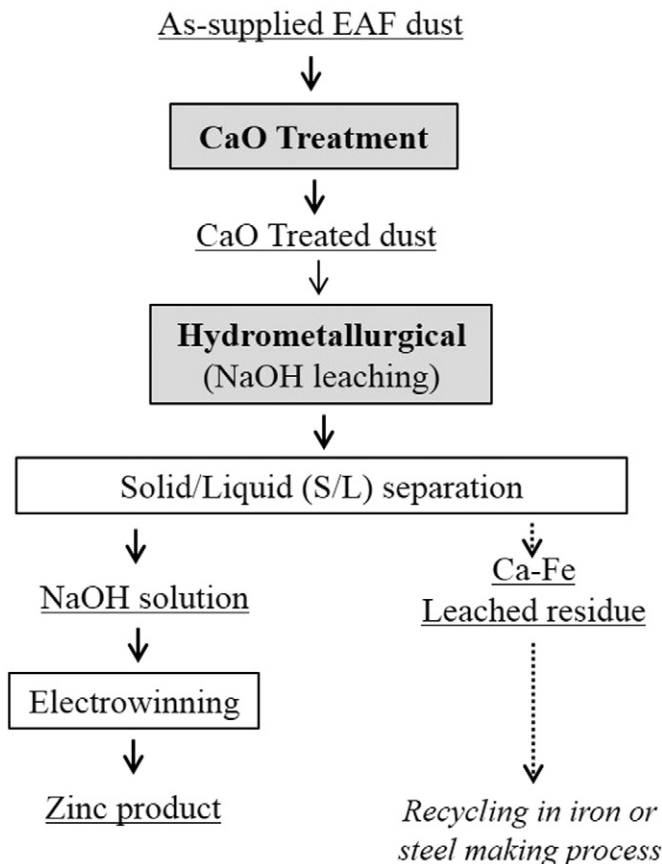 As-supplied EAF dust
CaO Treatment
CaO Treated dust
Hydrometallurgical
(NaOH leaching)
Solid/Liquid (S/L) separation
NaOH solution
Ca-Fe
Leached residue
Electrowinning
Zinc product
Recycling in iron or
steel making process